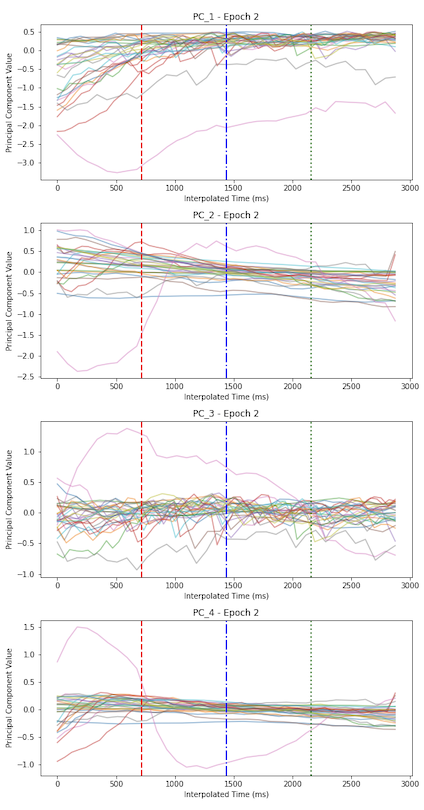 PC_1 - Epoch 2
Principal Component Value
0.5
0.0
−0.5
−1.0
−1.5
−2.0
−2.5
−3.0
0 500 1000 1500 2000 2500 3000
Interpolated Time (ms)
PC_2 - Epoch 2
Principal Component Value
1.0
0.5
0.0
−0.5
−1.0
−1.5
−2.0
−2.5
0 500 1000 1500 2000 2500 3000
Interpolated Time (ms)
PC_3 - Epoch 2
Principal Component Value
1.0
0.5
0.0
−0.5
−1.0
0 500 1000 1500 2000 2500 3000
Interpolated Time (ms)
PC_4 - Epoch 2
Principal Component Value
1.5
1.0
0.5
0.0
−0.5
−1.0
0 500 1000 1500 2000 2500 3000
Interpolated Time (ms)